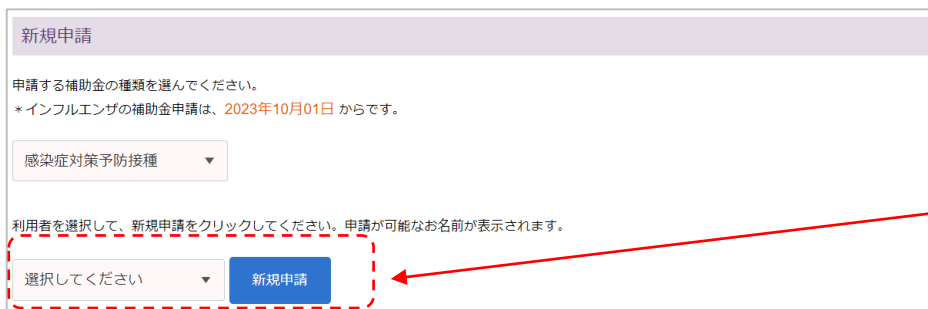 新規申請
申請する補助金の種類を選んでください。
*インフルエンザの補助金申請は、2023年10月01日 からです。
感染症対策予防接種
利用者を選択して、新規申請をクリックしてください。申請が可能なお名前が表示されます。
選択してください 新規申請